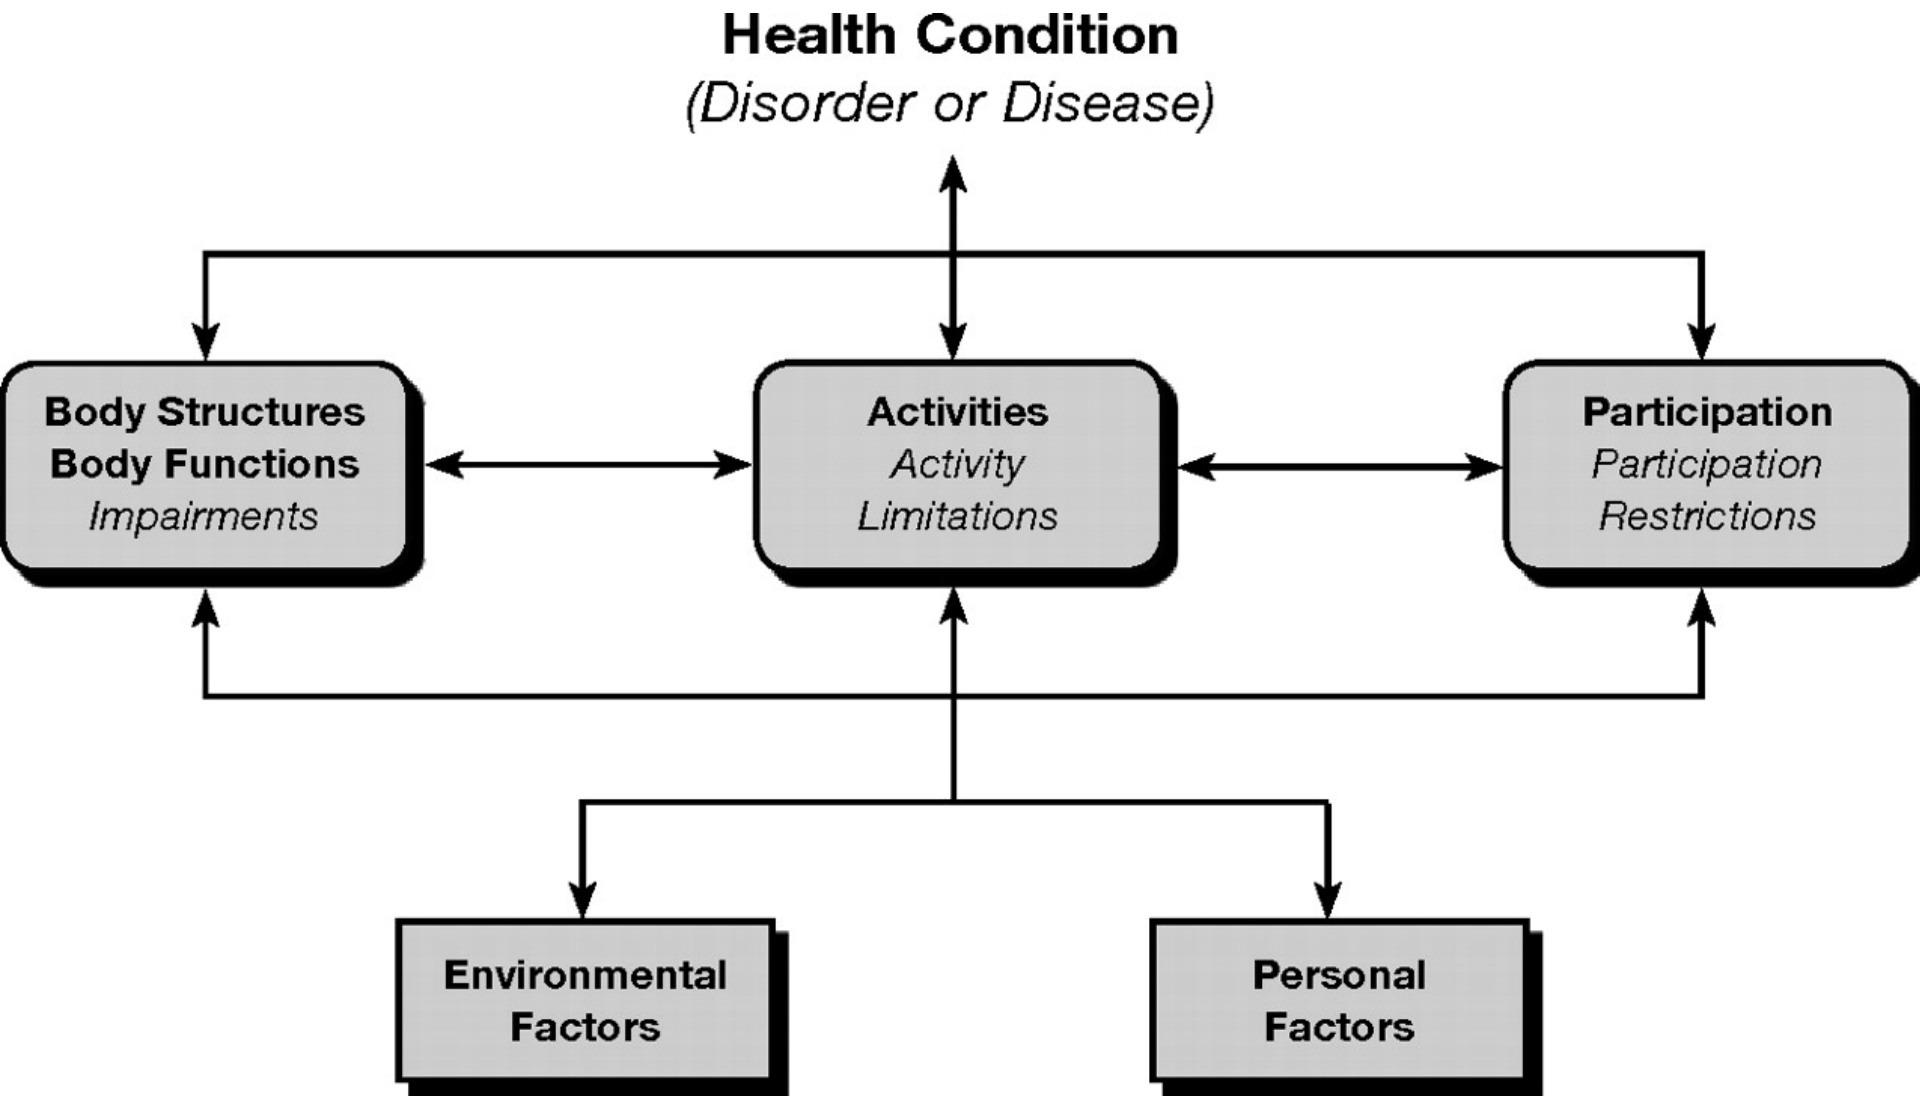 Health Condition
(Disorder or Disease)
Body Structures
Body Functions
Impairments
Activities
Activity
Limitations
Participation
Participation
Restrictions
Environmental
Factors
Personal
Factors